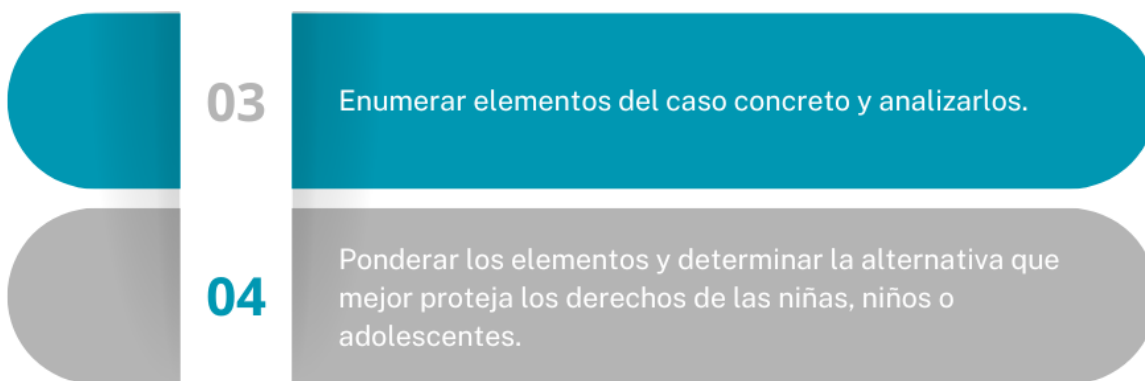 03
Enumerar elementos del caso concreto y analizarlos.
04
Ponderar los elementos y determinar la alternativa que
mejor proteja los derechos de las niñas, niños o
adolescentes.